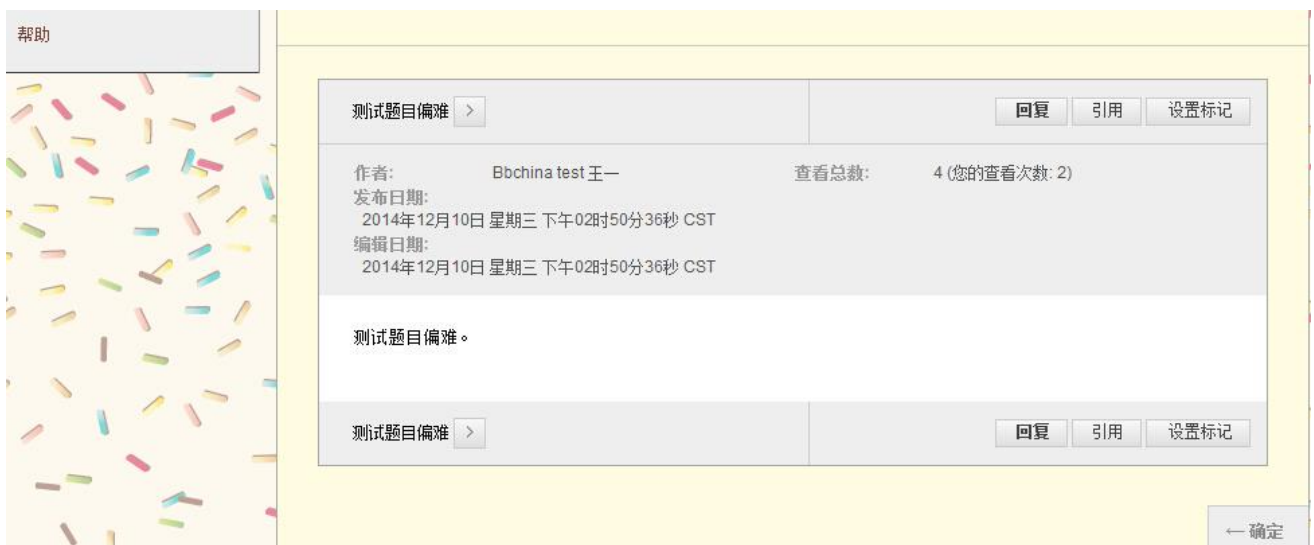 帮助
测试题目偏难 >
回复 引用 设置标记
作者: Bbchina test 王一 查看总数: 4 (您的查看次数: 2)
发布日期:
2014年12月10日 星期三 下午02时50分36秒 CST
编辑日期:
2014年12月10日 星期三 下午02时50分36秒 CST
测试题目偏难。
测试题目偏难 >
回复 引用 设置标记
←确定